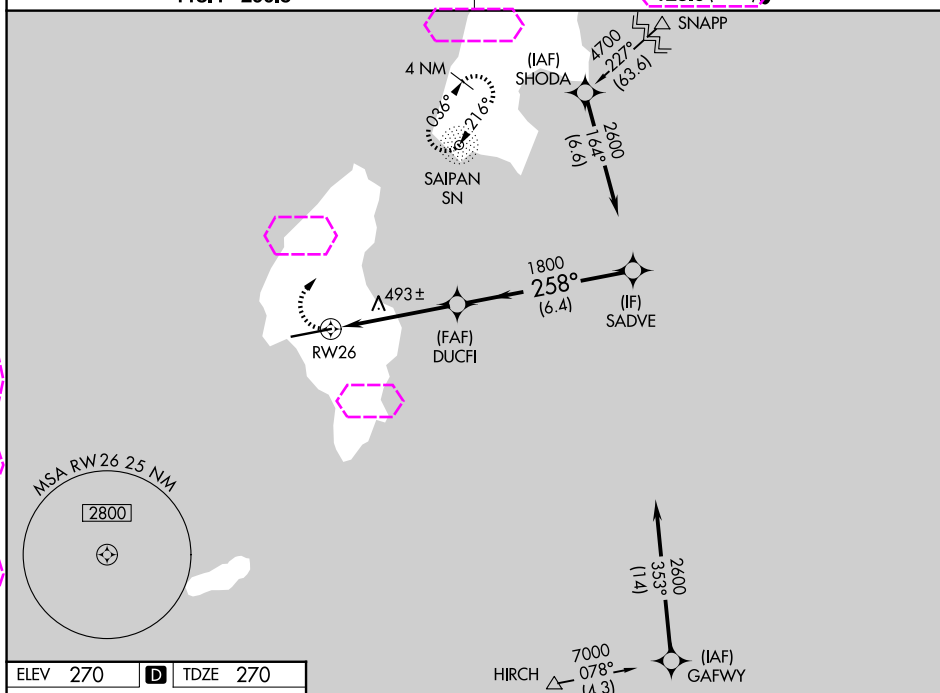 SNAPP
4700
227°
(63.6)
(IAF)
SHODA
4 NM
036°
216°
2600
164°
(6.6)
SAIPAN
SN
1800
258°
(6.4)
493±
(IF)
SADVE
(FAF)
DUCFI
RW26
MSA RW26 25 NM
2800
2600
353°
(14)
(IAF)
GAFWY
HIRCH
7000
078°
(4.3)
ELEV 270 D TDZE 270